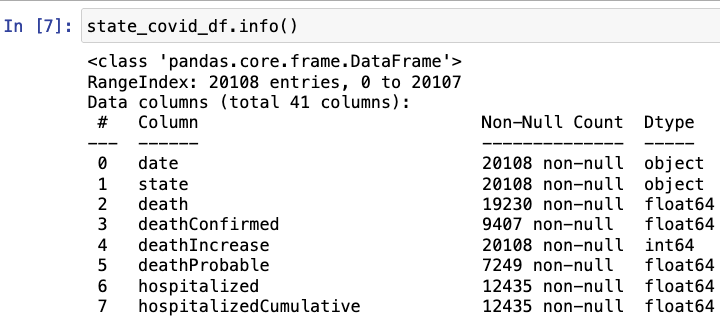 In [7]: state_covid_df.info()
<class 'pandas.core.frame.DataFrame'>
RangeIndex: 20108 entries, 0 to 20107
Data columns (total 41 columns):
# Column Non-Null Count Dtype
--- ------ -------------- -----
0 date 20108 non-null object
1 state 20108 non-null object
2 death 19230 non-null float64
3 deathConfirmed 9407 non-null float64
4 deathIncrease 20108 non-null int64
5 deathProbable 7249 non-null float64
6 hospitalized 12435 non-null float64
7 hospitalizedCumulative 12435 non-null float64